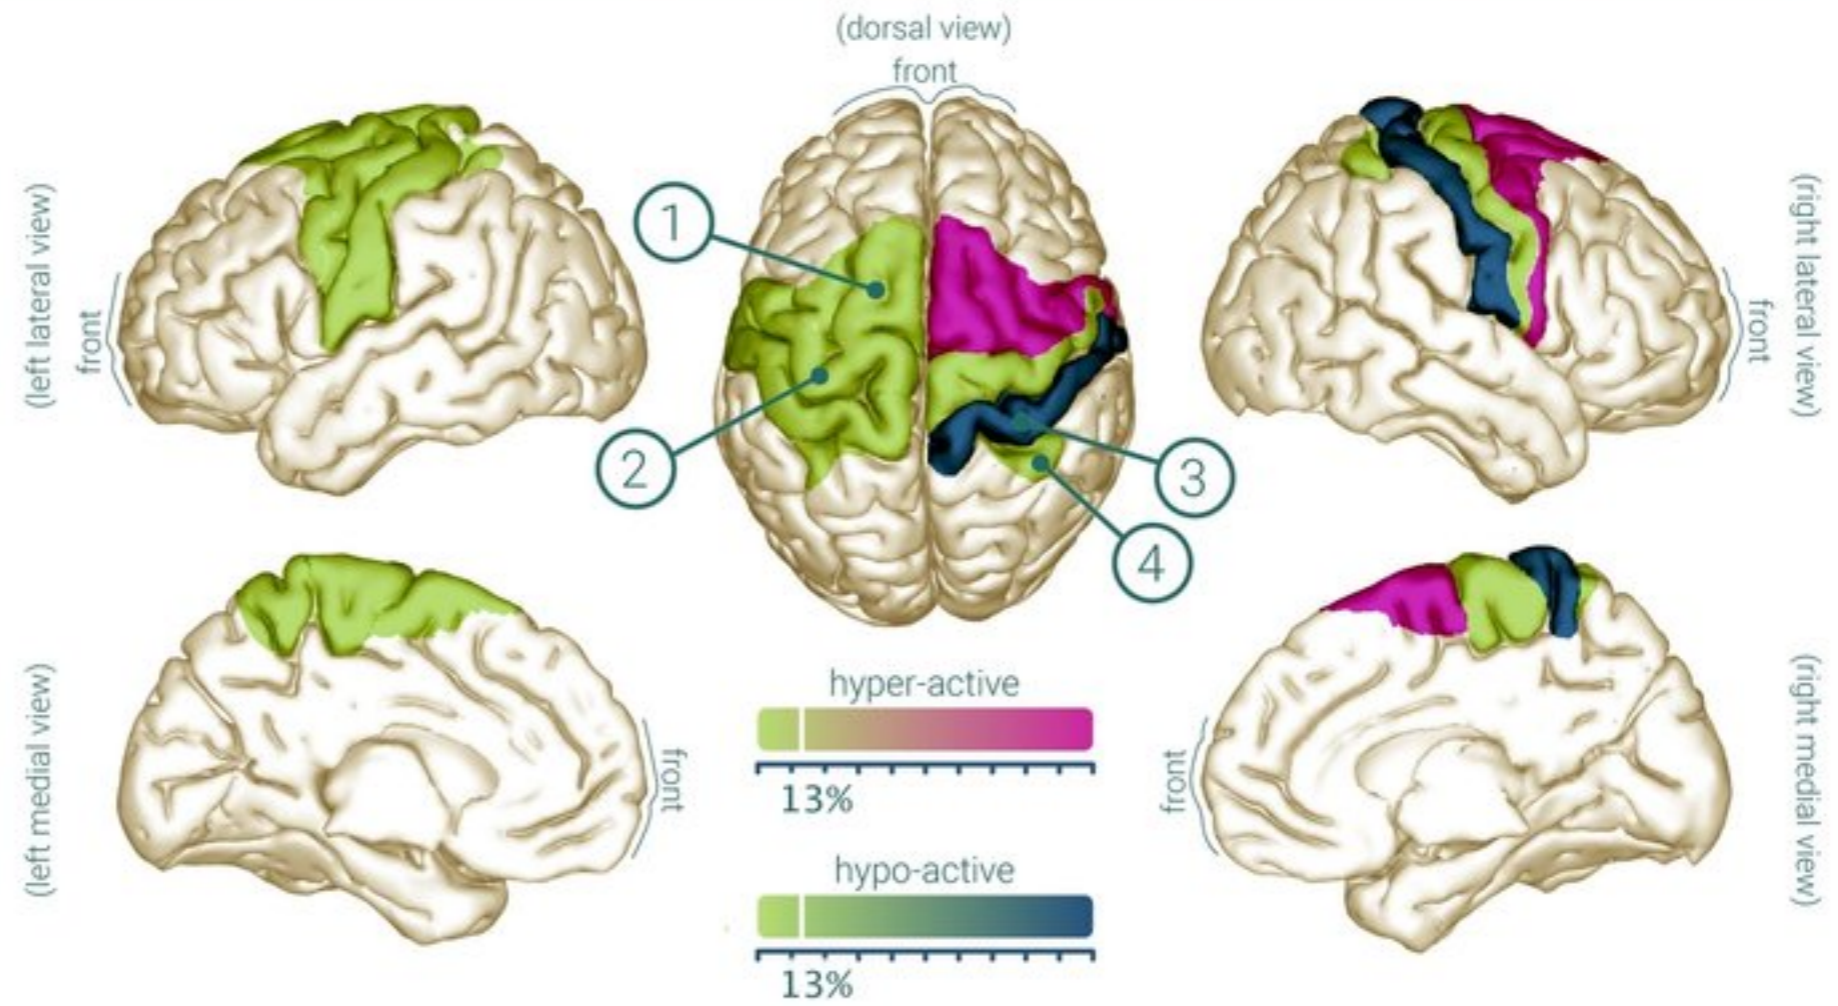 (dorsal view)
front
1
2
3
4
(left lateral view)
front
(right lateral view)
front
(left medial view)
front
(right medial view)
front
hyper-active
13%
hypo-active
13%